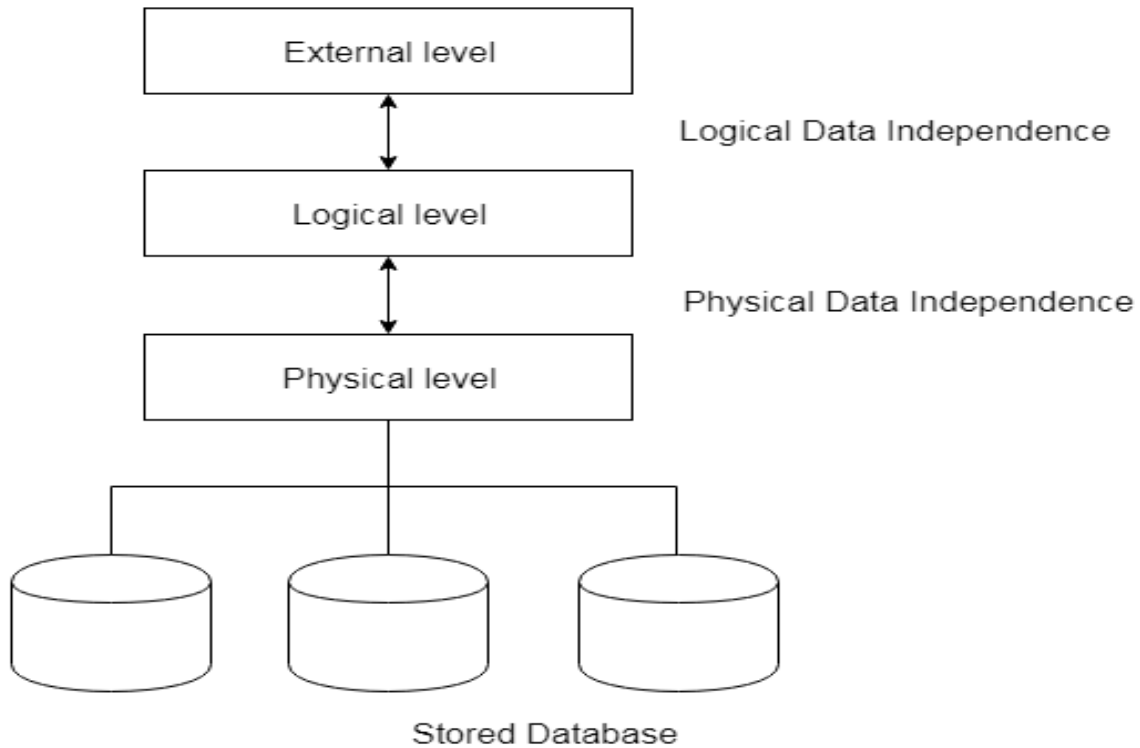 External level
Logical Data Independence
Logical level
Physical Data Independence
Physical level
Stored Database